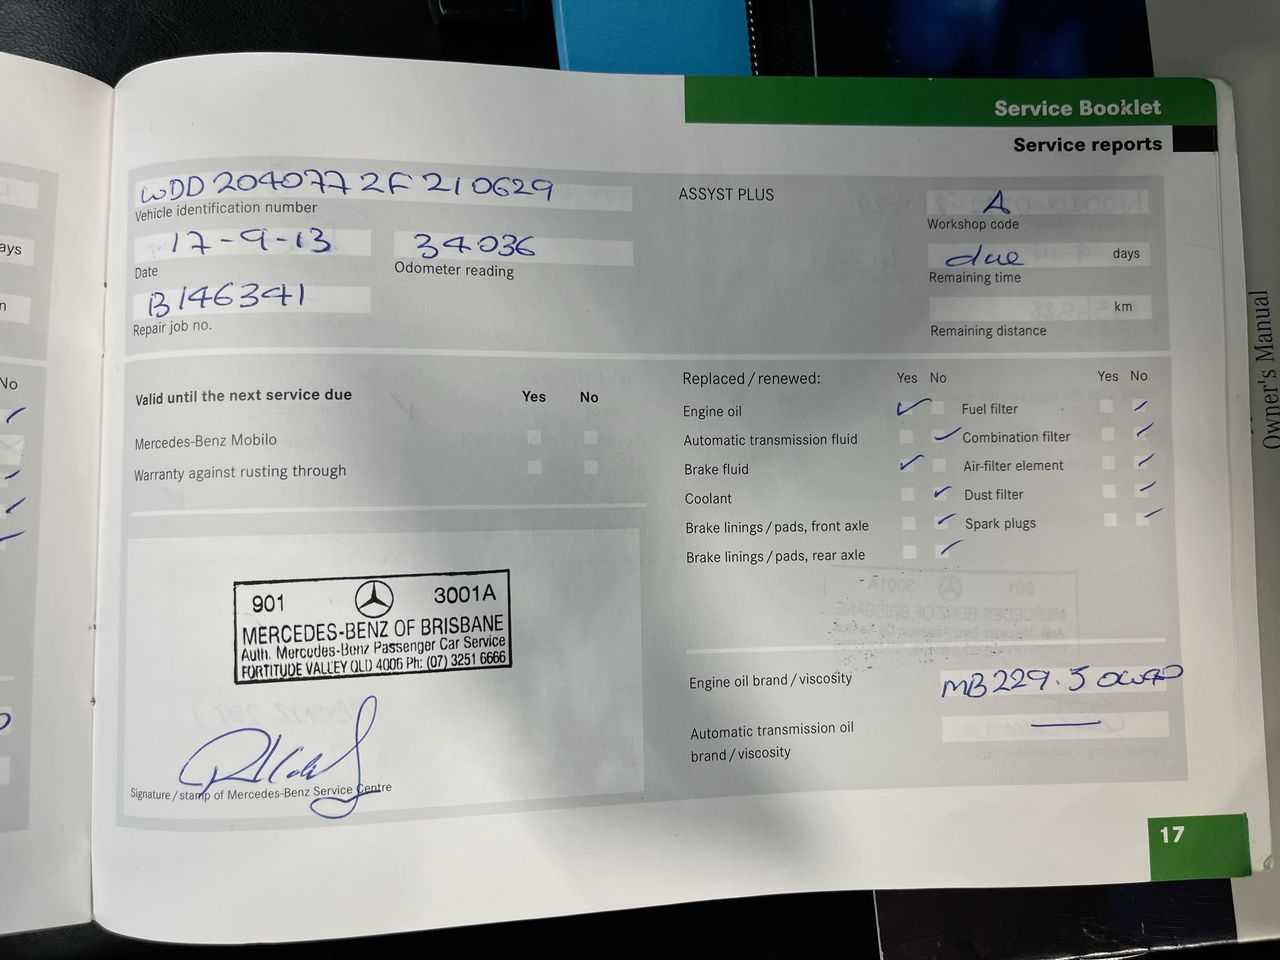 Service Booklet
Service reports
WDD 2040772F210629
Vehicle identification number
17-9-13
Date
34036
Odometer reading
B146341
Repair job no.
ASSYST PLUS
A
Workshop code
due days
Remaining time
km
Remaining distance
Valid until the next service due Yes No
Mercedes-Benz Mobilo
Warranty against rusting through
901 3001A
MERCEDES-BENZ OF BRISBANE
Auth. Mercedes-Benz Passenger Car Service
FORTITUDE VALLEY QLD 4006 Ph: (07) 3251 6666
Signature / stamp of Mercedes-Benz Service Centre
Replaced / renewed: Yes No Yes No
Engine oil Fuel filter
Automatic transmission fluid Combination filter
Brake fluid Air-filter element
Coolant Dust filter
Brake linings / pads, front axle Spark plugs
Brake linings / pads, rear axle
Engine oil brand / viscosity MB229.5 0W40
Automatic transmission oil
brand / viscosity
17
ays
No
Owner's Manual